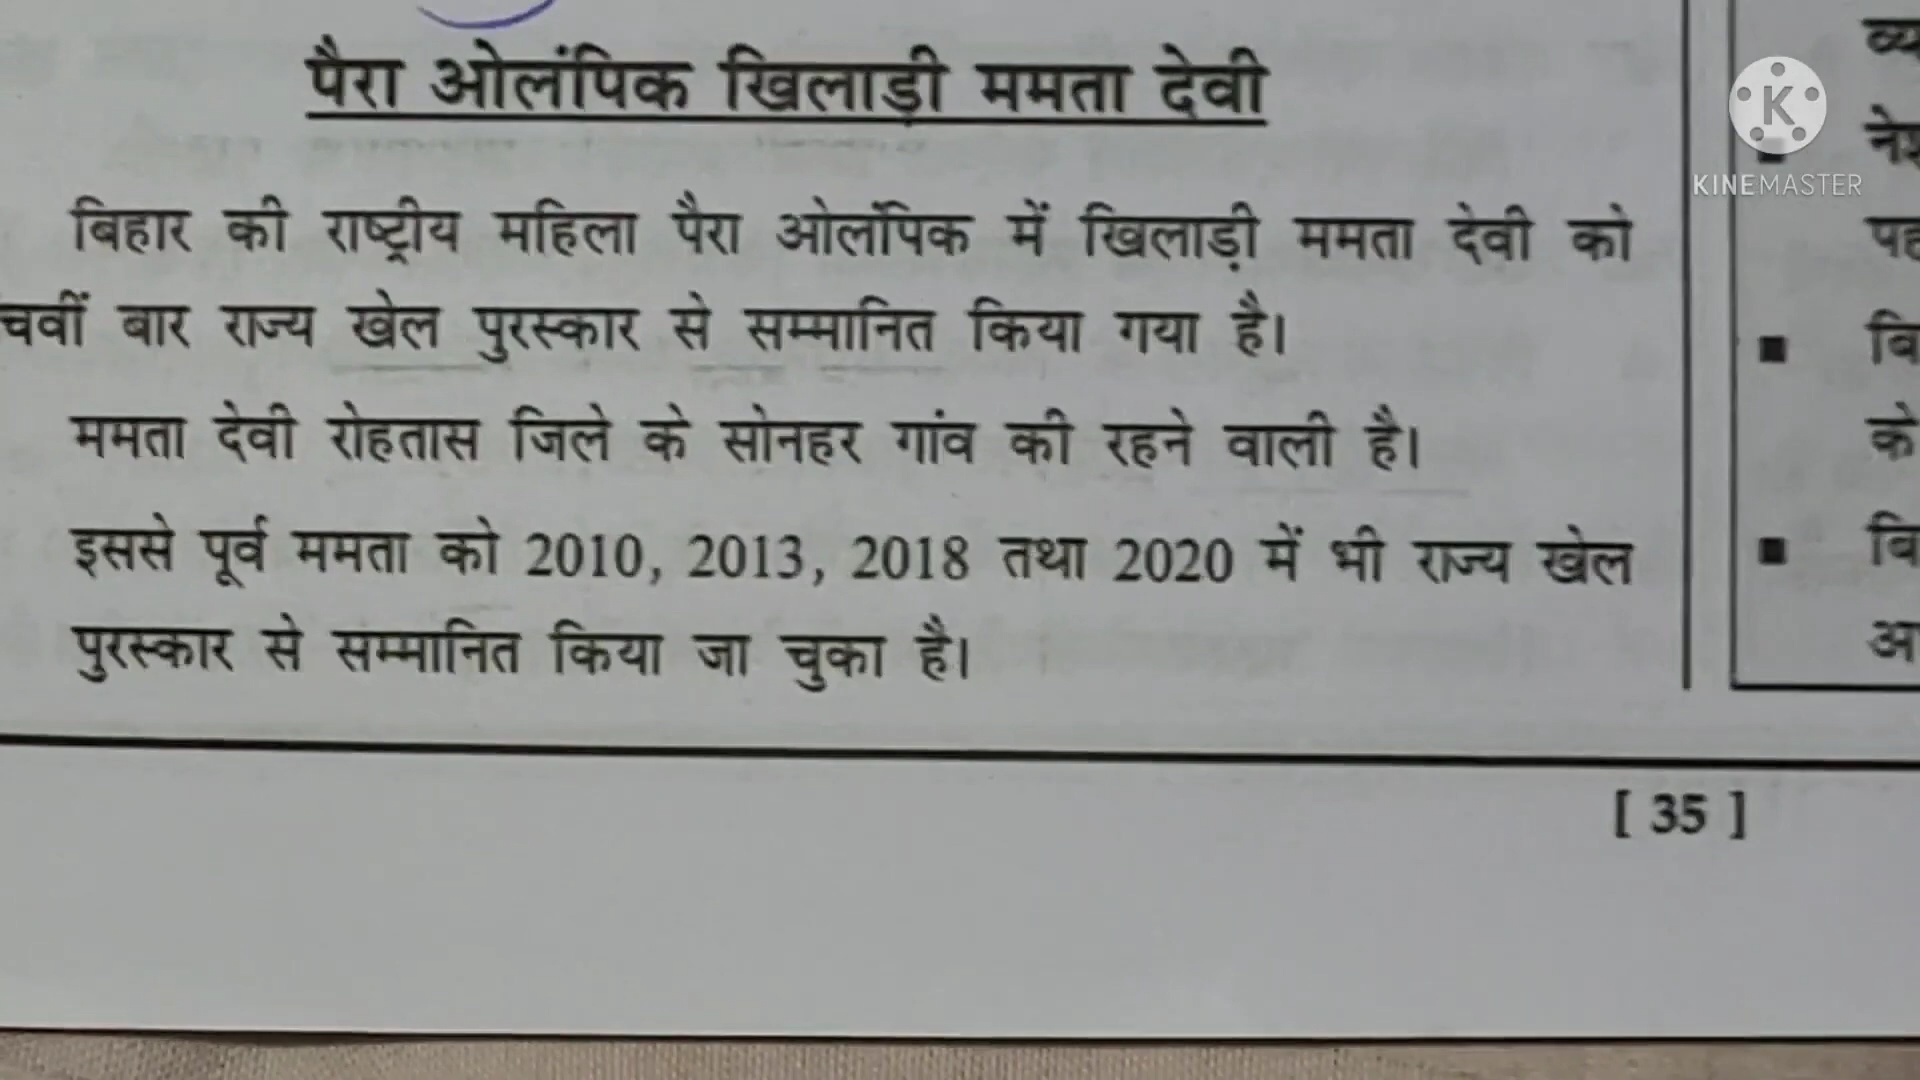 पैरा ओलंपिक खिलाड़ी ममता देवी
बिहार की राष्ट्रीय महिला पैरा ओलंपिक में खिलाड़ी ममता देवी को
चवीं बार राज्य खेल पुरस्कार से सम्मानित किया गया है।
ममता देवी रोहतास जिले के सोनहर गांव की रहने वाली है।
इससे पूर्व ममता को 2010, 2013, 2018 तथा 2020 में भी राज्य खेल
पुरस्कार से सम्मानित किया जा चुका है।
[ 35 ]
K
KINEMASTER
के